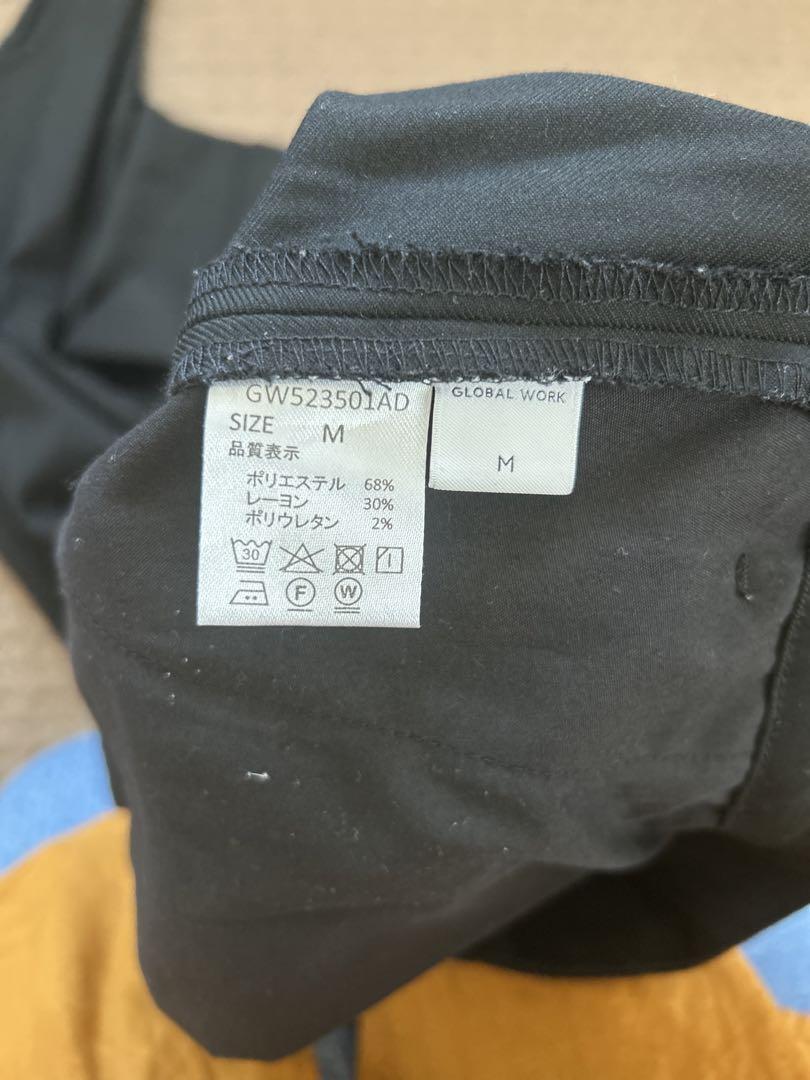 GW523501AD
SIZE M
品質表示
ポリエステル 68%
レーヨン 30%
ポリウレタン 2%
30
F W
GLOBAL WORK
M